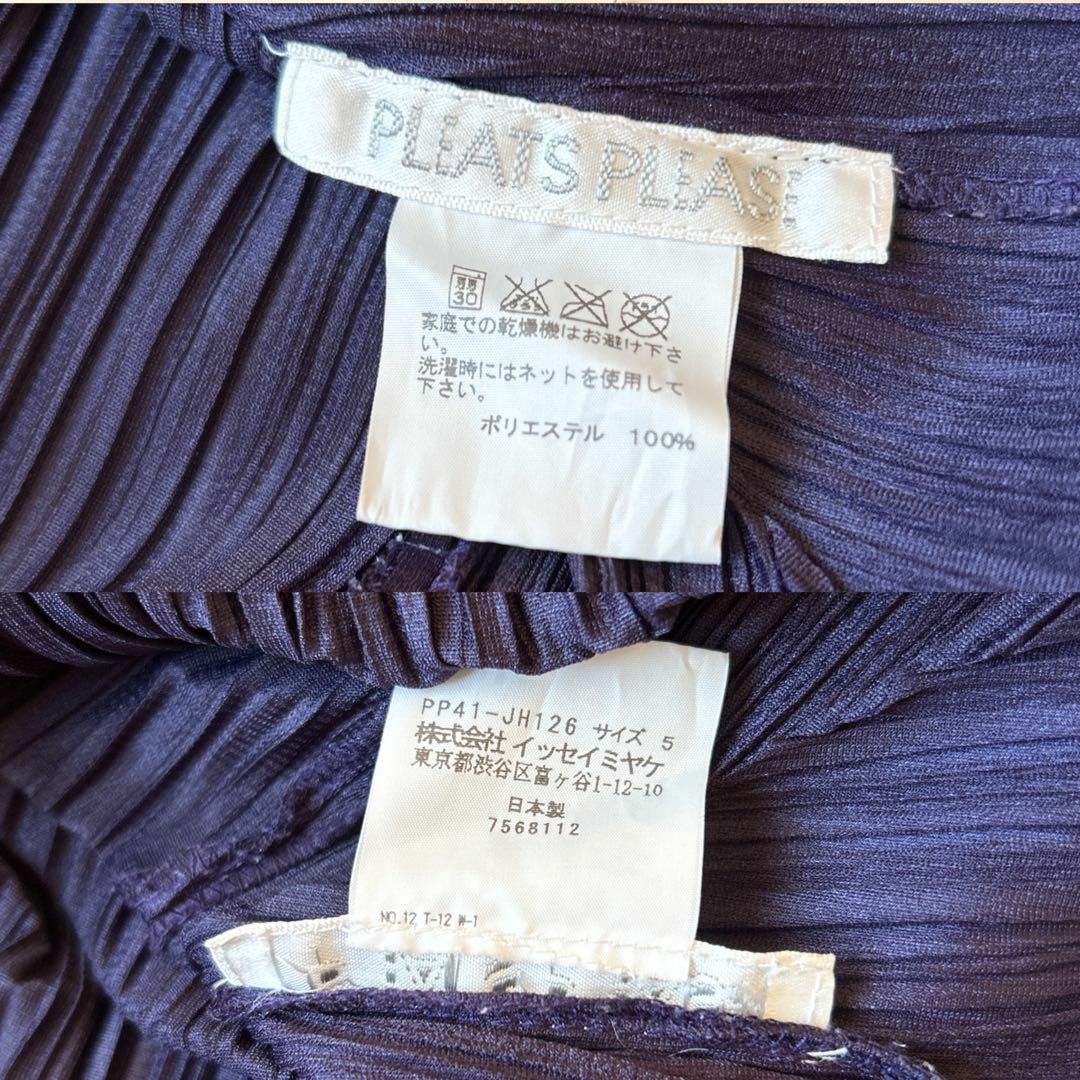 PLEATS PLEASE
30
家庭での乾燥機はお避け下さ
い。
洗濯時にはネットを使用して
下さい。
ポリエステル 100%
PP41-JH126 サイズ 5
株式会社 イッセイミヤケ
東京都渋谷区富ヶ谷1-12-10
日本製
7568112
NO.12 T-12 W-1